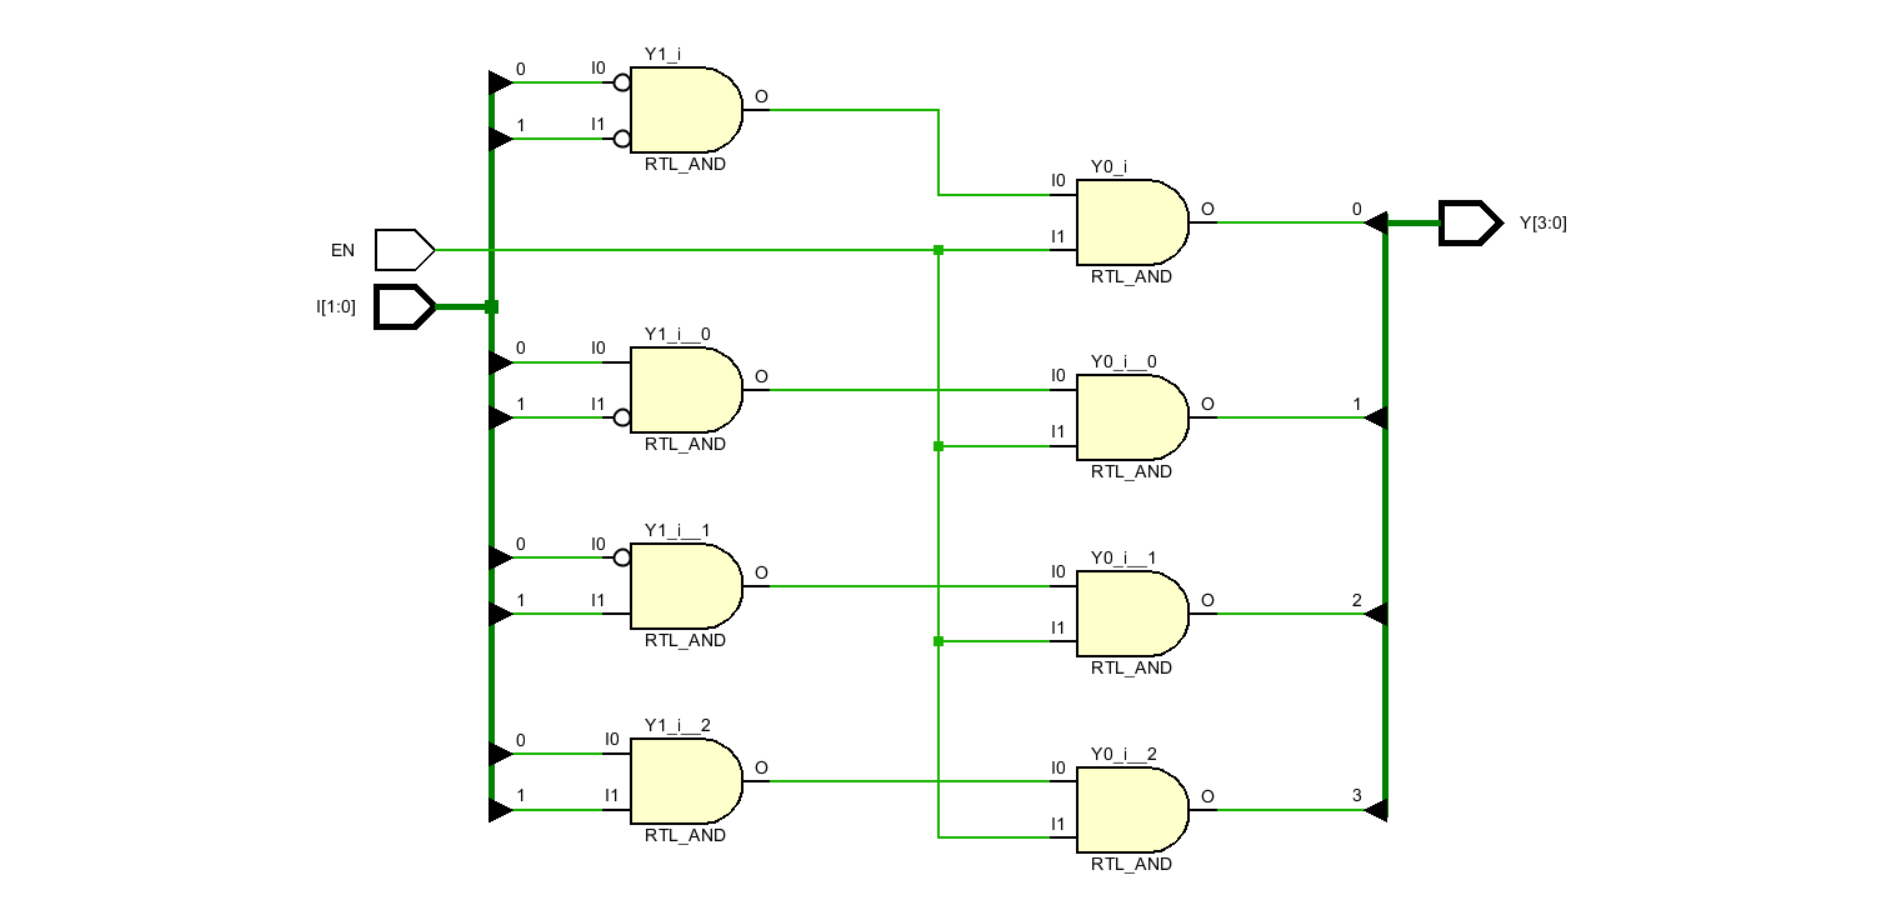 Y1_i
0 I0
O
1 I1
RTL_AND
Y0_i
I0
O 0
Y[3:0]
EN
I1
RTL_AND
I[1:0]
Y1_i__0
0 I0
O
1 I1
RTL_AND
Y0_i__0
I0
O 1
I1
RTL_AND
Y1_i__1
0 I0
O
1 I1
RTL_AND
Y0_i__1
I0
O 2
I1
RTL_AND
Y1_i__2
0 I0
O
1 I1
RTL_AND
Y0_i__2
I0
O 3
I1
RTL_AND